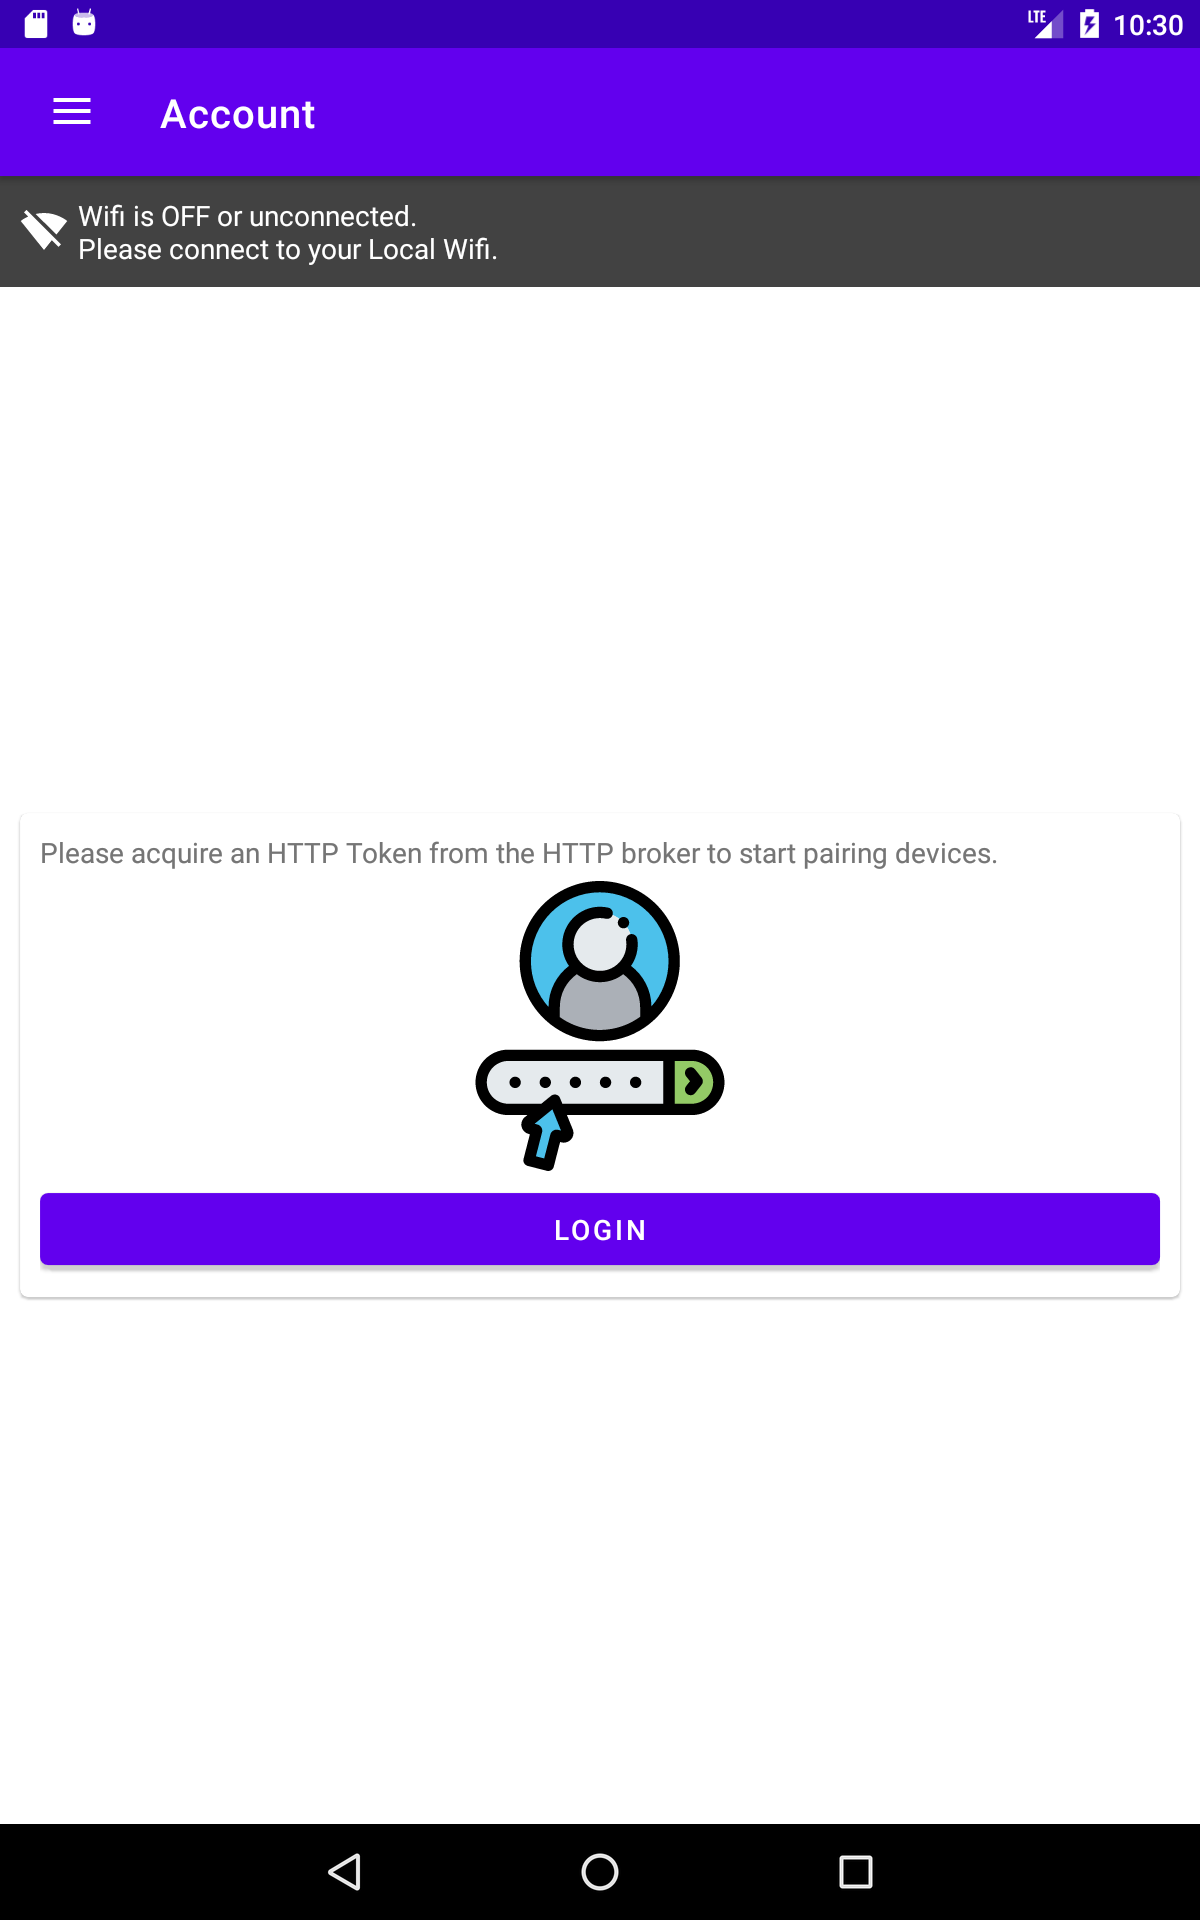 LTE 10:30
Account
Wifi is OFF or unconnected.
Please connect to your Local Wifi.
Please acquire an HTTP Token from the HTTP broker to start pairing devices.
LOGIN